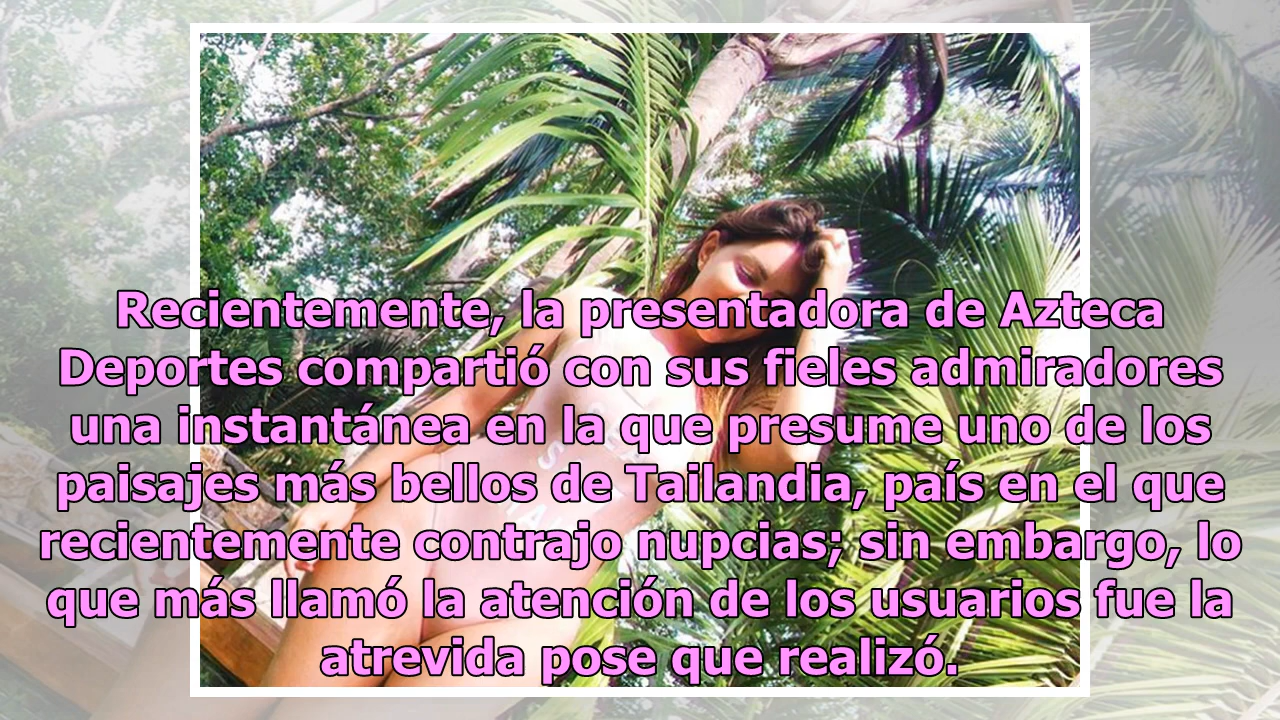 Recientemente, la presentadora de Azteca
Deportes compartió con sus fieles admiradores
una instantánea en la que presume uno de los
paisajes más bellos de Tailandia, país en el que
recientemente contrajo nupcias; sin embargo, lo
que más llamó la atención de los usuarios fue la
atrevida pose que realizó.